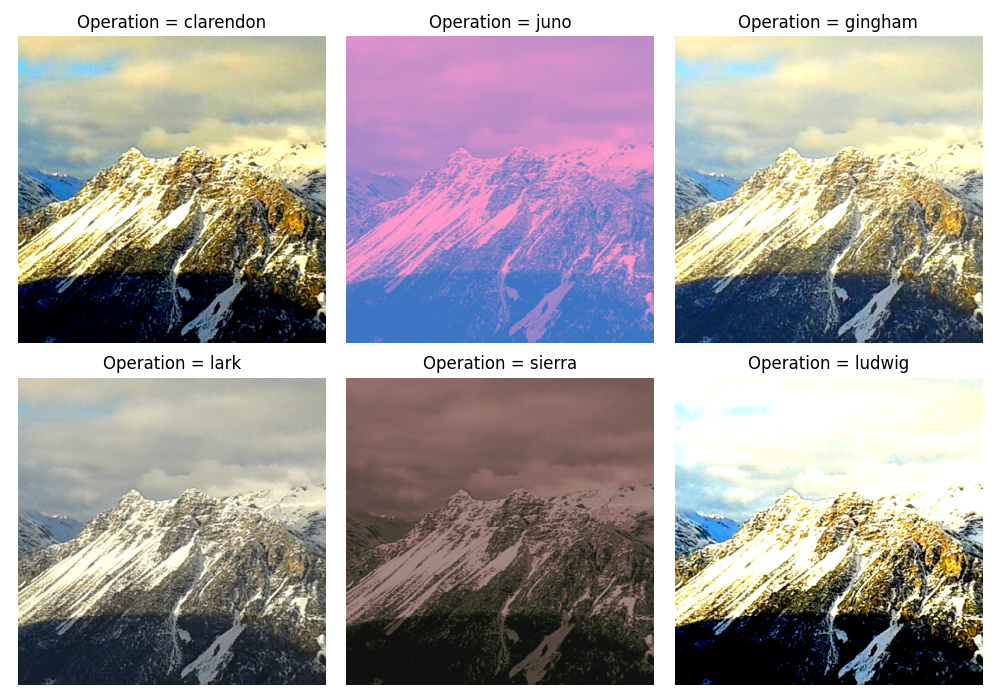 Operation = clarendon
Operation = juno
Operation = gingham
Operation = lark
Operation = sierra
Operation = ludwig